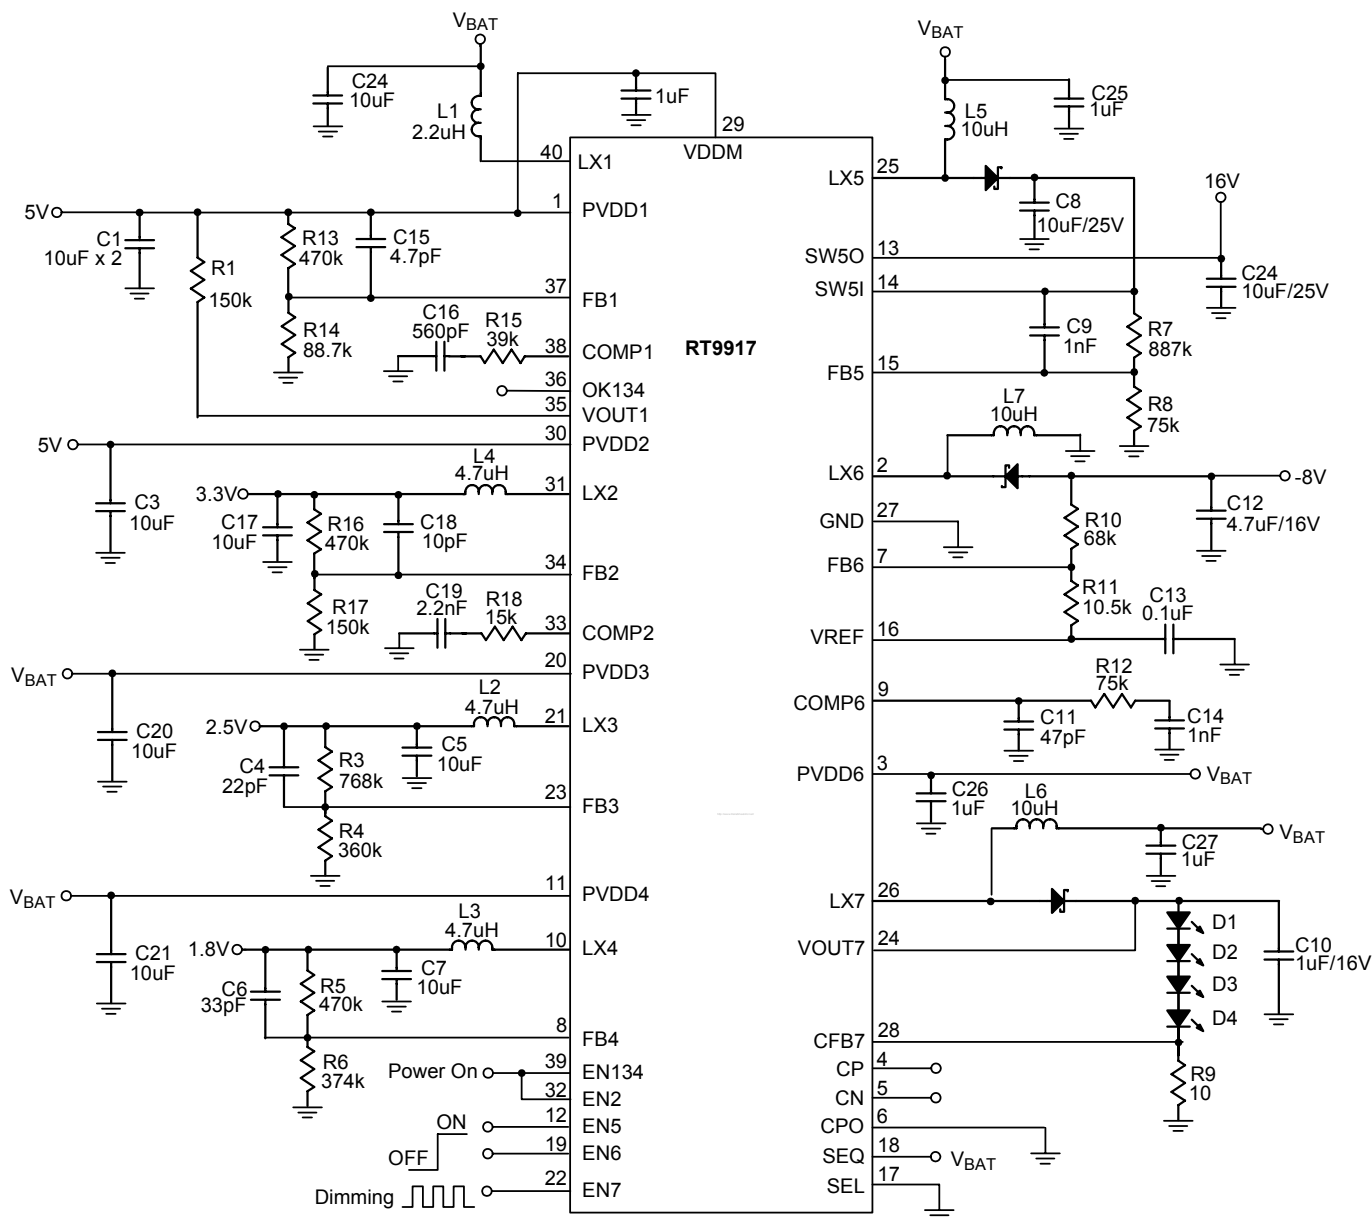 VBAT
C24
10uF
L1
2.2uH
1uF
29
VDDM
40
LX1
5V
1
PVDD1
C1
10uF x 2
R1
150k
R13
470k
C15
4.7pF
37
FB1
R14
88.7k
C16
560pF
R15
39k
38
COMP1
36
OK134
35
VOUT1
RT9917
5V
30
PVDD2
C3
10uF
L4
4.7uH
3.3V
31
LX2
C17
10uF
R16
470k
C18
10pF
34
FB2
R17
150k
C19
2.2nF
R18
15k
33
COMP2
VBAT
20
PVDD3
C20
10uF
L2
4.7uH
2.5V
21
LX3
C4
22pF
R3
768k
C5
10uF
23
FB3
R4
360k
VBAT
11
PVDD4
C21
10uF
L3
4.7uH
1.8V
10
LX4
C6
33pF
R5
470k
C7
10uF
8
FB4
R6
374k
Power On
39
EN134
32
EN2
ON
OFF
12
EN5
19
EN6
Dimming
22
EN7
VBAT
C25
1uF
L5
10uH
LX5
25
C8
10uF/25V
16V
SW5O
13
C24
10uF/25V
SW5I
14
C9
1nF
R7
887k
FB5
15
R8
75k
L7
10uH
LX6
2
-8V
C12
4.7uF/16V
GND
27
R10
68k
FB6
7
R11
10.5k
C13
0.1uF
VREF
16
R12
75k
COMP6
9
C11
47pF
C14
1nF
PVDD6
3
VBAT
C26
1uF
L6
10uH
VBAT
C27
1uF
LX7
26
VOUT7
24
D1
D2
D3
D4
C10
1uF/16V
CFB7
28
R9
10
CP
4
CN
5
CPO
6
SEQ
18
VBAT
SEL
17